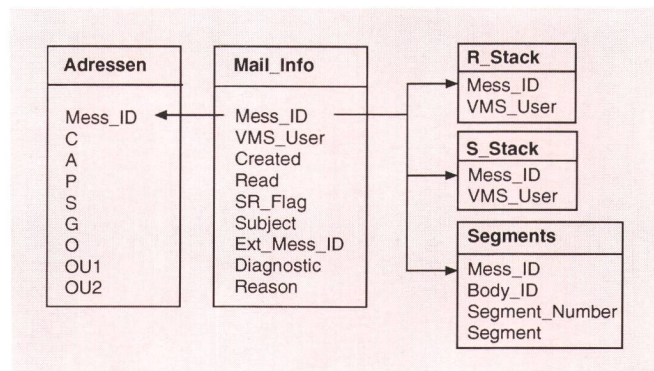 Adressen
Mess_ID
C
A
P
S
G
O
OU1
OU2
Mail_Info
Mess_ID
VMS_User
Created
Read
SR_Flag
Subject
Ext_Mess_ID
Diagnostic
Reason
R_Stack
Mess_ID
VMS_User
S_Stack
Mess_ID
VMS_User
Segments
Mess_ID
Body_ID
Segment_Number
Segment